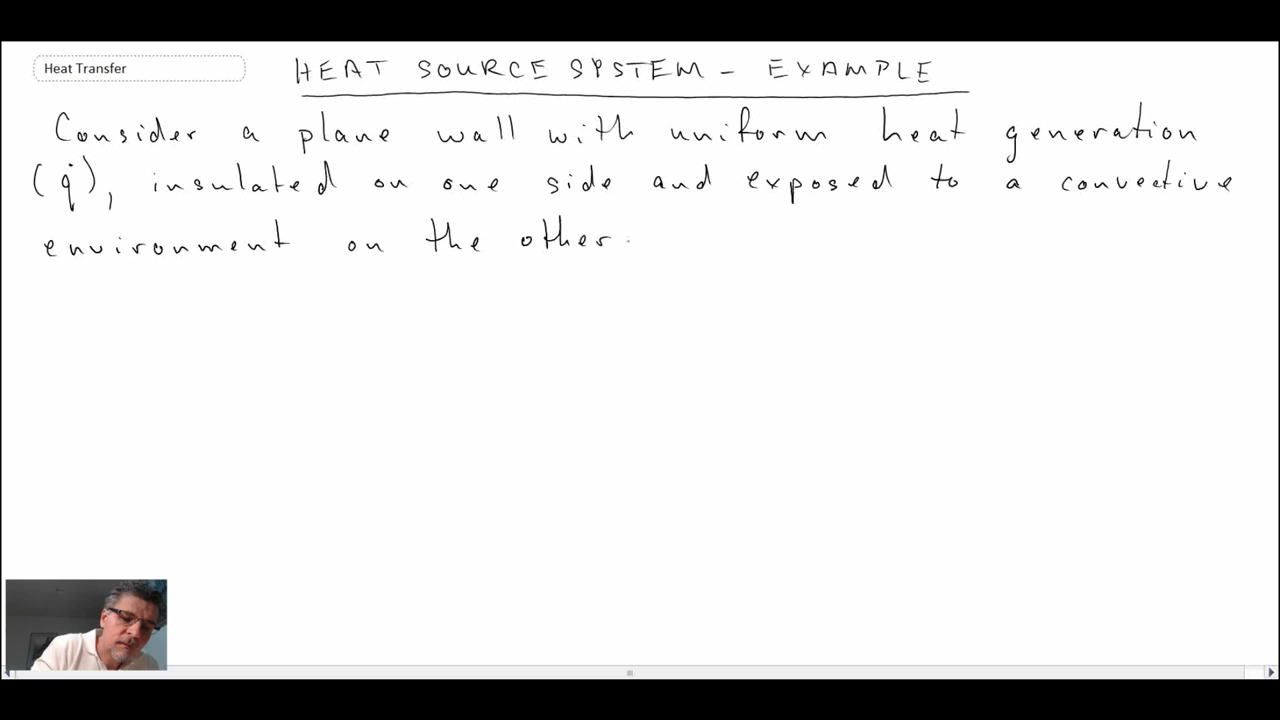 Heat Transfer
HEAT SOURCE SYSTEM - EXAMPLE
Consider a plane wall with uniform heat generation
(q̇), insulated on one side and exposed to a convective
environment on the other.